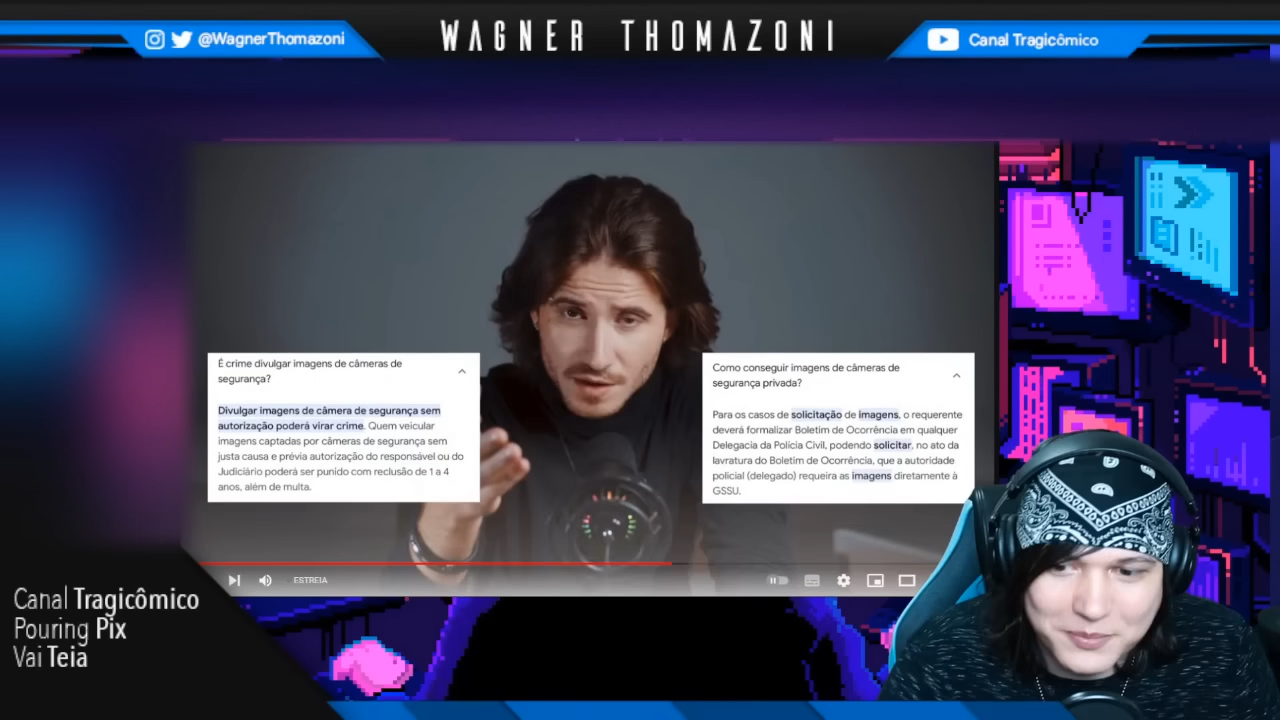 @WagnerThomazoni
WAGNER THOMAZONI
Canal Tragicômico
É crime divulgar imagens de câmeras de
segurança?
Divulgar imagens de câmera de segurança sem
autorização poderá virar crime. Quem veicular
imagens captadas por câmeras de segurança sem
justa causa e prévia autorização do responsável ou do
Judiciário poderá ser punido com reclusão de 1 a 4
anos, além de multa.
Como conseguir imagens de câmeras de
segurança privada?
Para os casos de solicitação de imagens, o requerente
deverá formalizar Boletim de Ocorrência em qualquer
Delegacia da Polícia Civil, podendo solicitar, no ato da
lavratura do Boletim de Ocorrência, que a autoridade
policial (delegado) requeira as imagens diretamente à
GSSU.
ESTREIA
Canal Tragicômico
Pouring Pix
Vai Teia